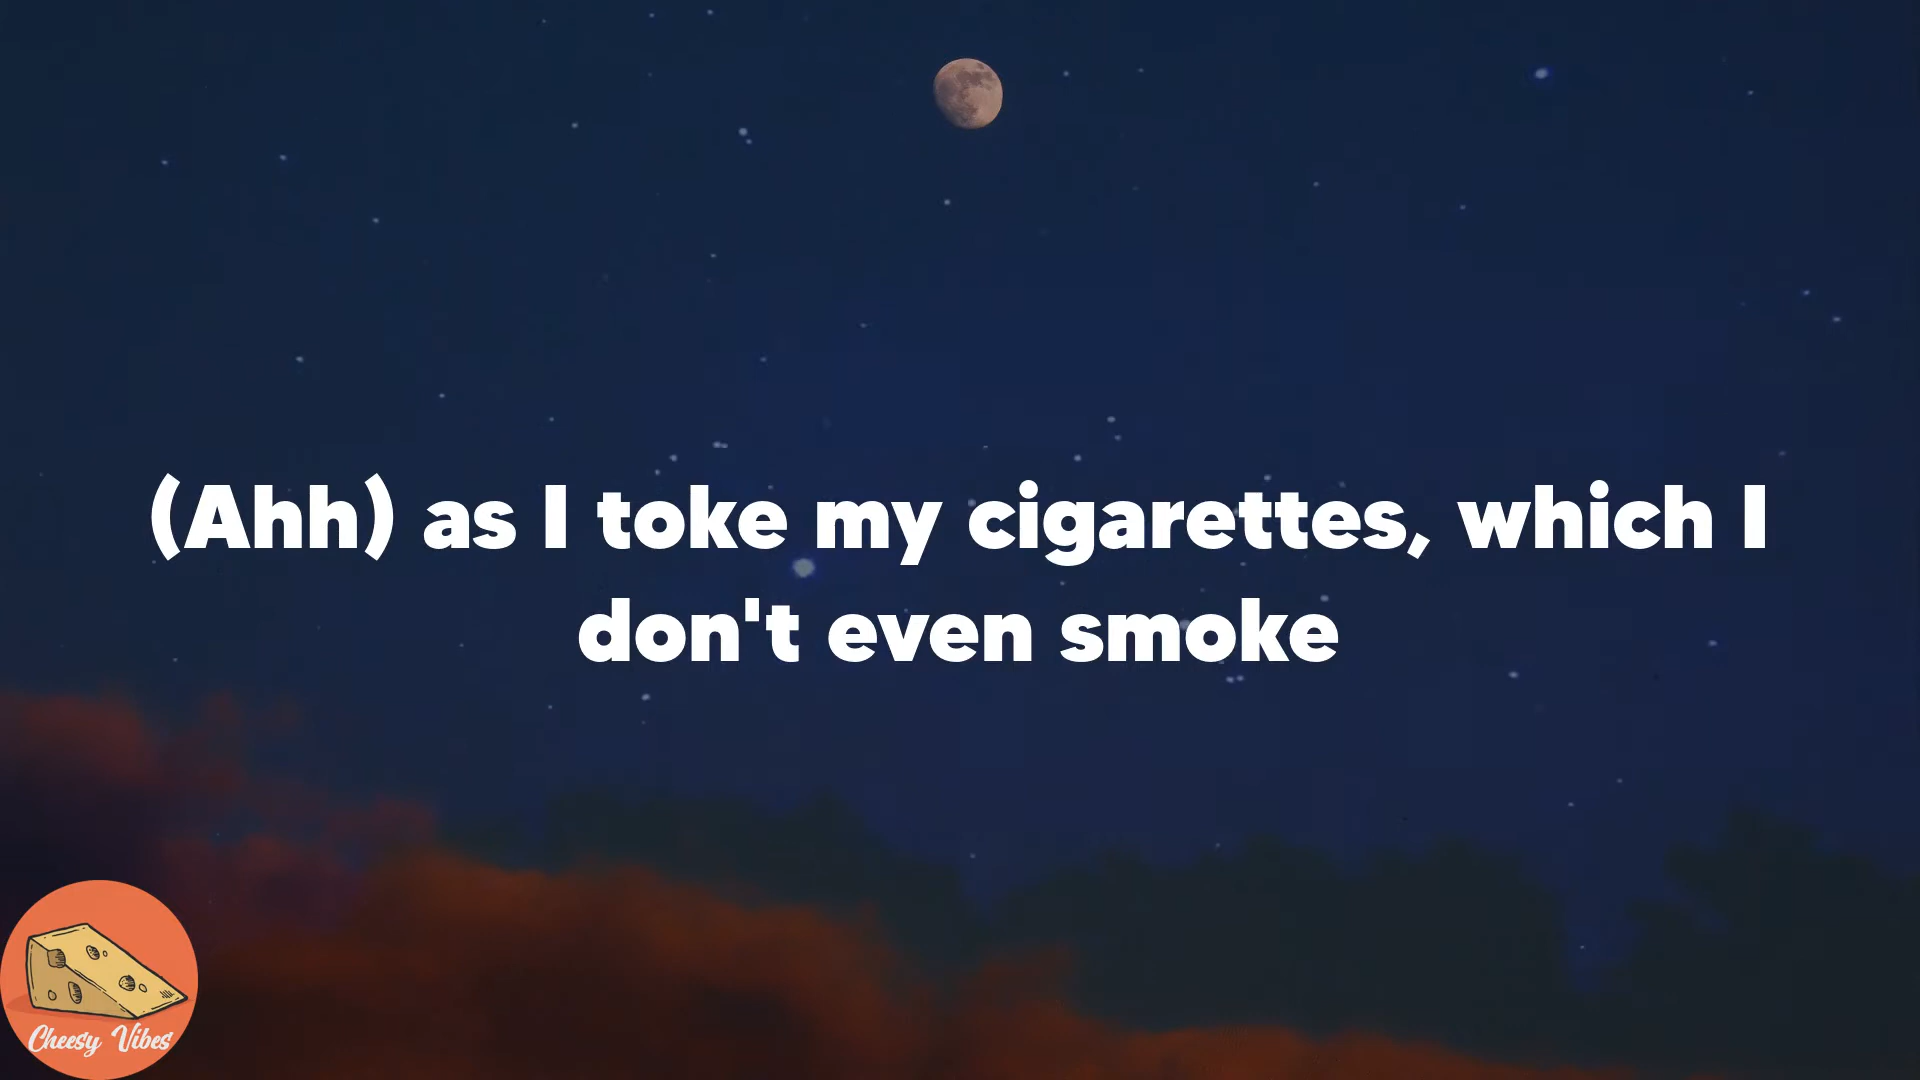 (Ahh) as I toke my cigarettes, which I
don't even smoke
Cheesy Vibes